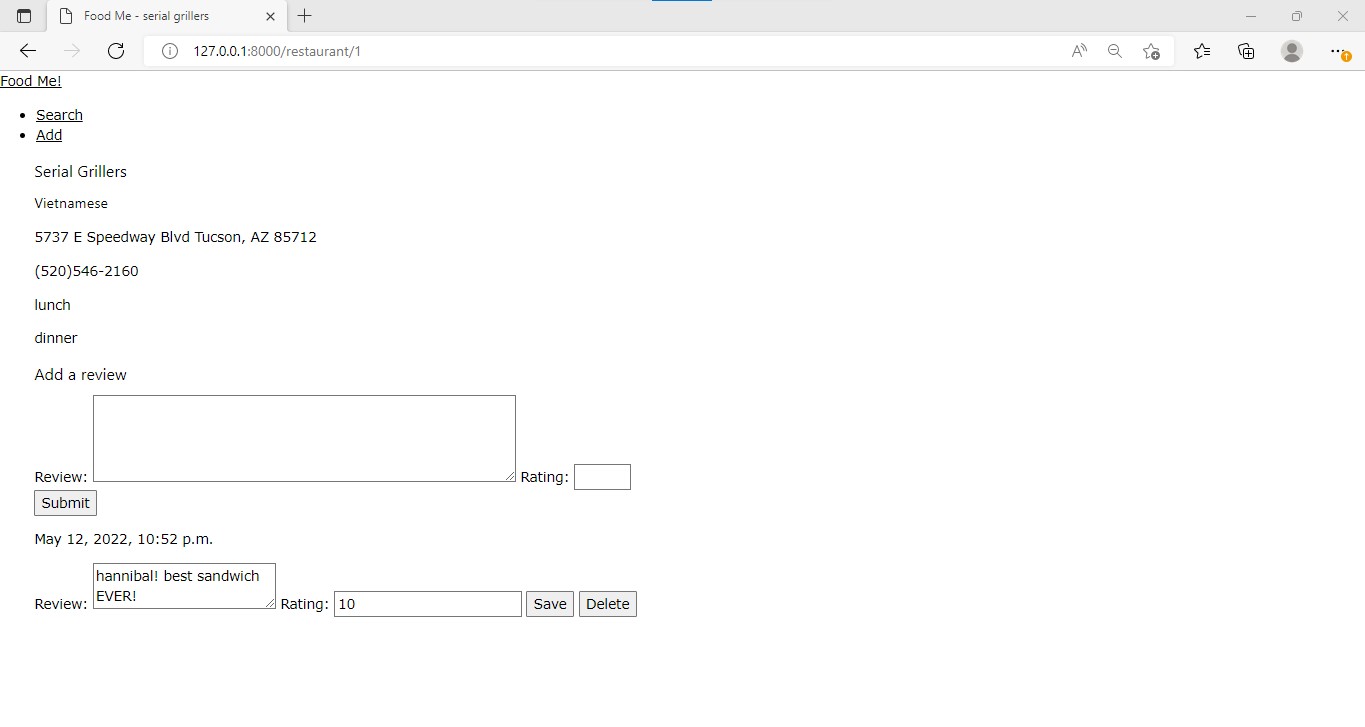 Food Me - serial grillers
127.0.0.1:8000/restaurant/1
Food Me!
Search
Add
Serial Grillers
Vietnamese
5737 E Speedway Blvd Tucson, AZ 85712
(520)546-2160
lunch
dinner
Add a review
Review: Rating:
Submit
May 12, 2022, 10:52 p.m.
hannibal! best sandwich
Review: EVER! Rating: 10 Save Delete